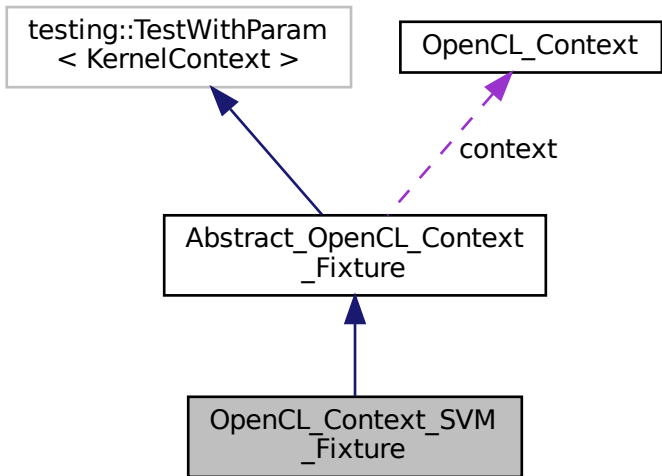 testing::TestWithParam
< KernelContext >
OpenCL_Context
context
Abstract_OpenCL_Context
_Fixture
OpenCL_Context_SVM
_Fixture